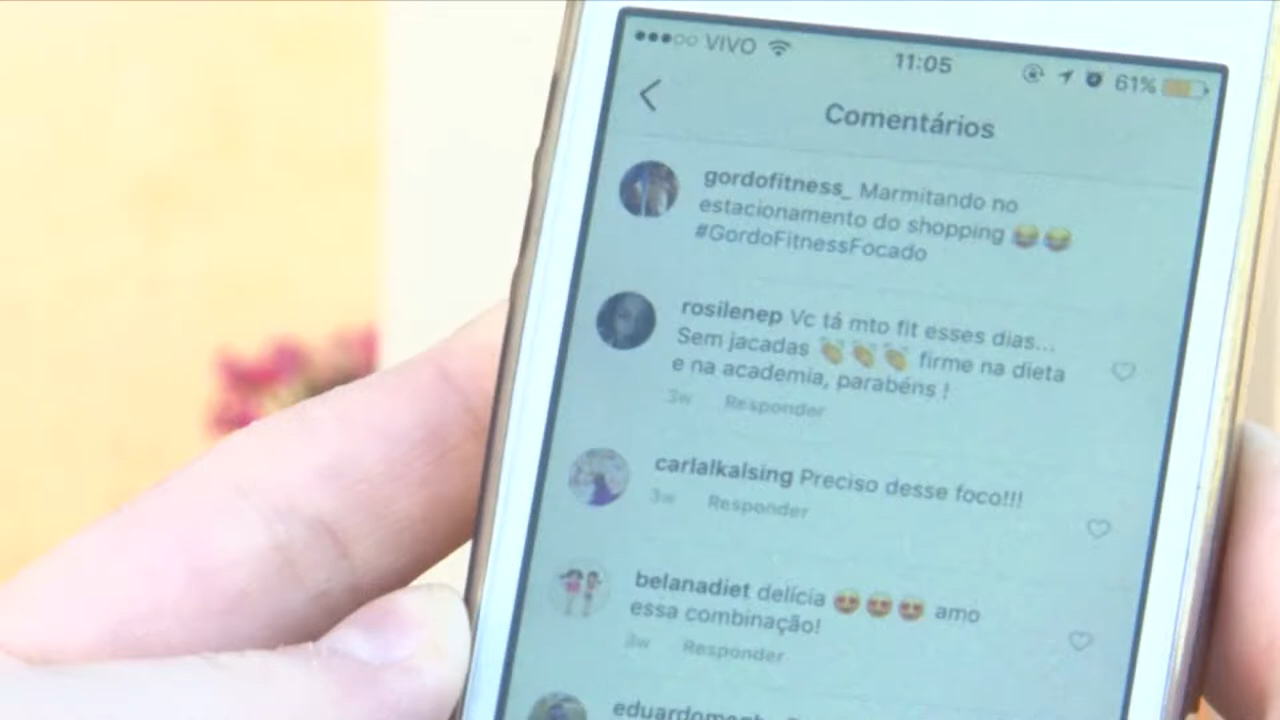 VIVO 11:05 61%
Comentários
gordofitness_ Marmitando no
estacionamento do shopping 😂😂
#GordoFitnessFocado
rosilenep Vc tá mto fit esses dias...
Sem jacadas 👏👏👏 firme na dieta
e na academia, parabéns !
3w Responder
carlalkalsing Preciso desse foco!!!
3w Responder
belanadiet delícia 😍😍😍 amo
essa combinação!
3w Responder